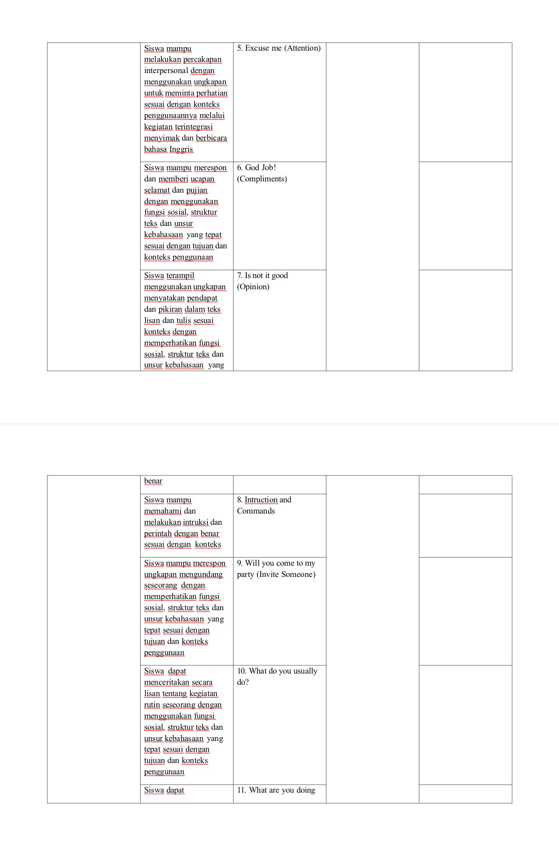 Siswa mampu
melakukan percakapan
interpersonal dengan
menggunakan ungkapan
untuk meminta perhatian
sesuai dengan konteks
penggunaannya melalui
kegiatan terintegrasi
menyimak dan berbicara
bahasa Inggris
5. Excuse me (Attention)
Siswa mampu merespon
dan memberi ucapan
selamat dan pujian
dengan menggunakan
fungsi sosial, struktur
teks dan unsur
kebahasaan yang tepat
sesuai dengan tujuan dan
konteks penggunaan
6. God Job!
(Compliments)
Siswa terampil
menggunakan ungkapan
menyatakan pendapat
dan pikiran dalam teks
lisan dan tulis sesuai
konteks dengan
memperhatikan fungsi
sosial, struktur teks dan
unsur kebahasaan yang
7. Is not it good
(Opinion)
benar
Siswa mampu
memahami dan
melakukan intruksi dan
perintah dengan benar
sesuai dengan konteks
8. Intruction and
Commands
Siswa mampu merespon
ungkapan mengundang
seseorang dengan
memperhatikan fungsi
sosial, struktur teks dan
unsur kebahasaan yang
tepat sesuai dengan
tujuan dan konteks
penggunaan
9. Will you come to my
party (Invite Someone)
Siswa dapat
menceritakan secara
lisan tentang kegiatan
rutin seseorang dengan
menggunakan fungsi
sosial, struktur teks dan
unsur kebahasaan yang
tepat sesuai dengan
tujuan dan konteks
penggunaan
10. What do you usually
do?
Siswa dapat
11. What are you doing